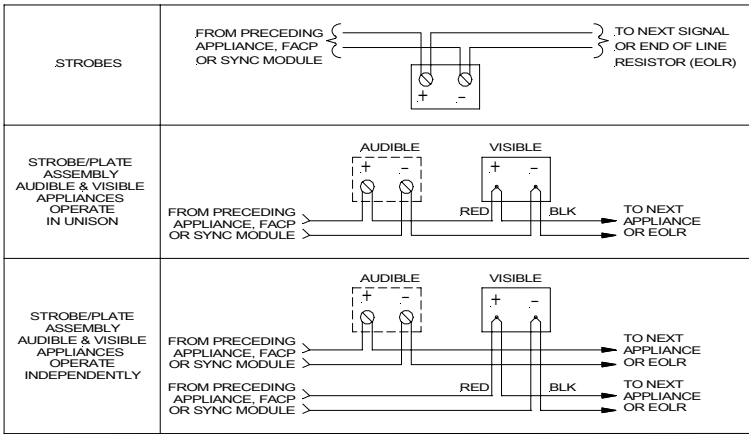 STROBES
FROM PRECEDING
APPLIANCE, FACP
OR SYNC MODULE
TO NEXT SIGNAL
OR END OF LINE
RESISTOR (EOLR)
+ -
STROBE/PLATE
ASSEMBLY
AUDIBLE & VISIBLE
APPLIANCES
OPERATE
IN UNISON
AUDIBLE
+ -
VISIBLE
+ -
FROM PRECEDING
APPLIANCE, FACP
OR SYNC MODULE
RED
BLK
TO NEXT
APPLIANCE
OR EOLR
STROBE/PLATE
ASSEMBLY
AUDIBLE & VISIBLE
APPLIANCES
OPERATE
INDEPENDENTLY
AUDIBLE
+ -
VISIBLE
+ -
FROM PRECEDING
APPLIANCE, FACP
OR SYNC MODULE
TO NEXT
APPLIANCE
OR EOLR
FROM PRECEDING
APPLIANCE, FACP
OR SYNC MODULE
RED
BLK
TO NEXT
APPLIANCE
OR EOLR